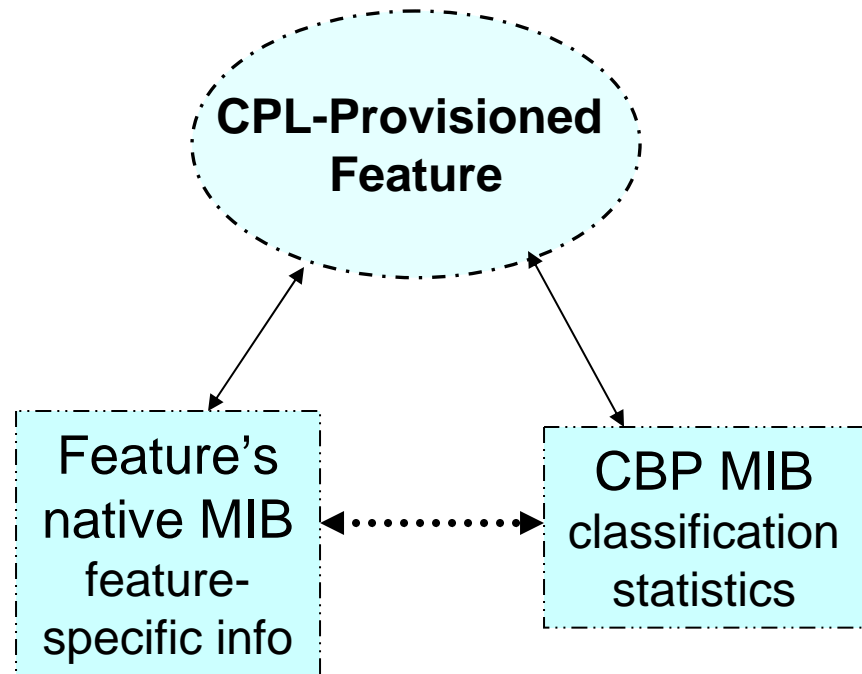 CPL-Provisioned
Feature
Feature’s
native MIB
feature-
specific info
CBP MIB
classification
statistics